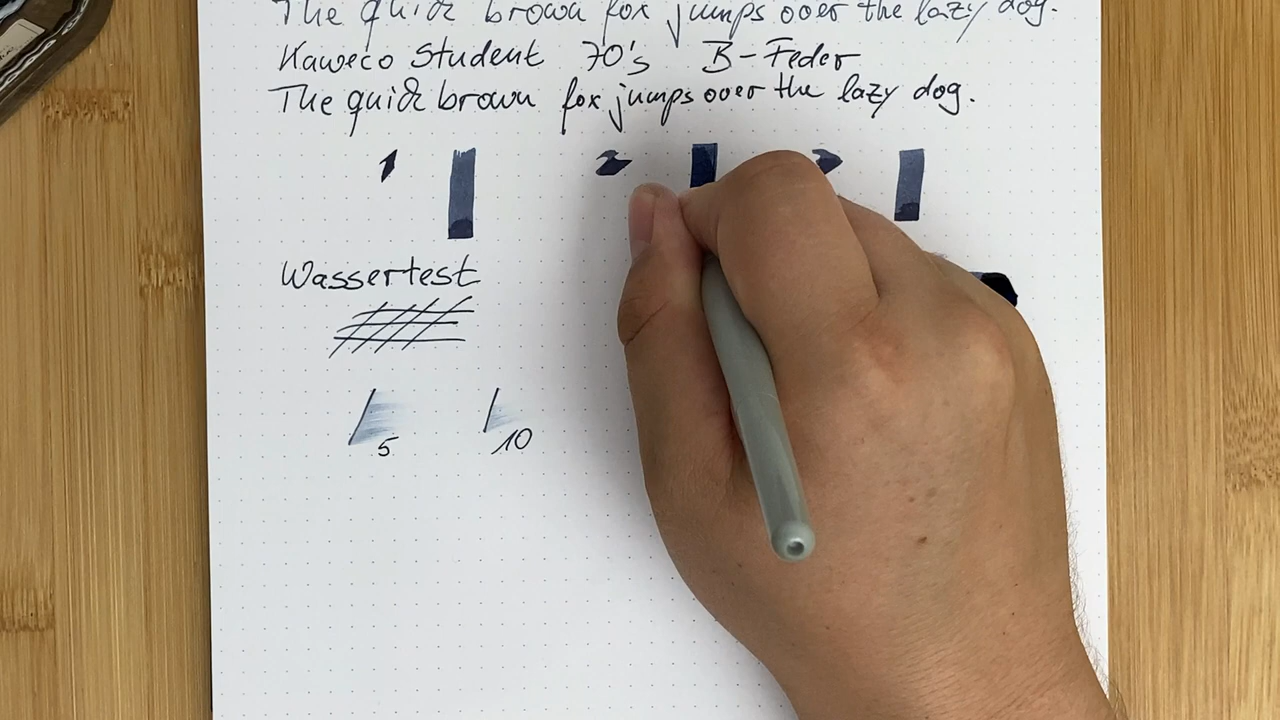 The quick brown fox jumps over the lazy dog.
Kaweco Student 70's B-Feder
The quick brown fox jumps over the lazy dog.
Wassertest
5 10